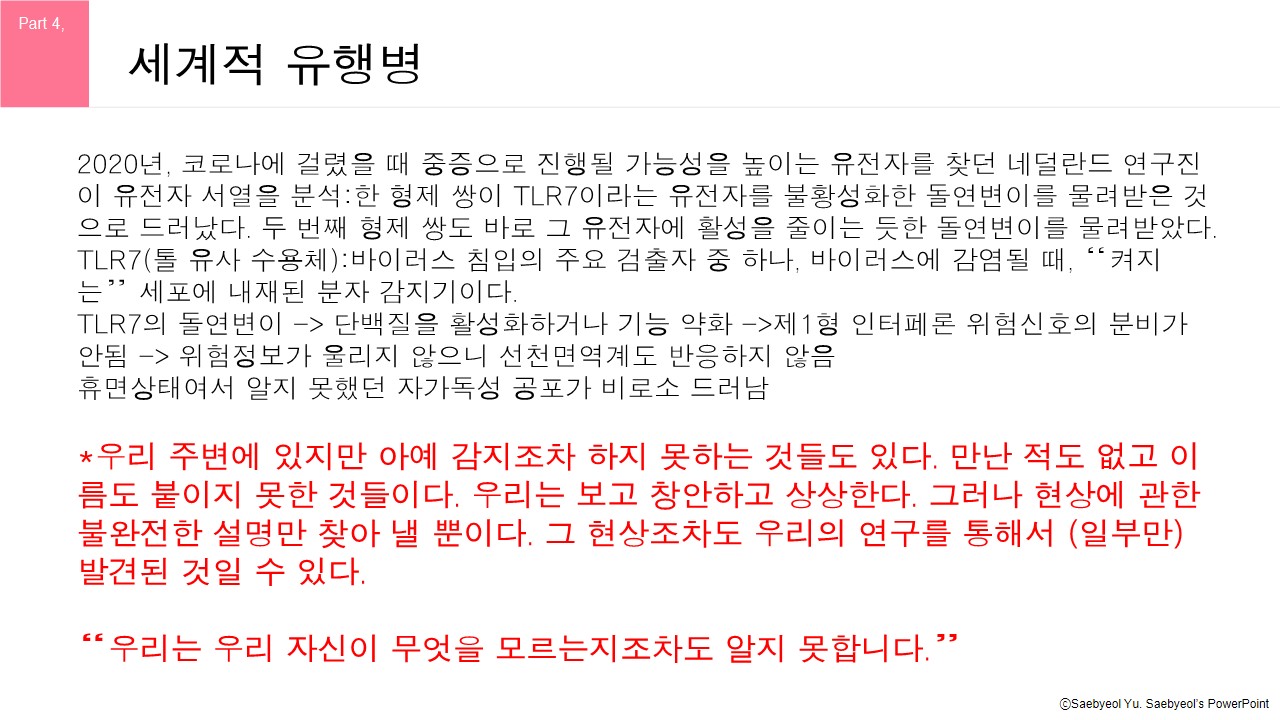 Part 4,
세계적 유행병
2020년, 코로나에 걸렸을 때 중증으로 진행될 가능성을 높이는 유전자를 찾던 네덜란드 연구진
이 유전자 서열을 분석:한 형제 쌍이 TLR7이라는 유전자를 불활성화한 돌연변이를 물려받은 것
으로 드러났다. 두 번째 형제 쌍도 바로 그 유전자에 활성을 줄이는 듯한 돌연변이를 물려받았다.
TLR7(톨 유사 수용체):바이러스 침입의 주요 검출자 중 하나, 바이러스에 감염될 때, “켜지
는” 세포에 내재된 분자 감지기이다.
TLR7의 돌연변이 -> 단백질을 활성화하거나 기능 약화 ->제1형 인터페론 위험신호의 분비가
안됨 -> 위험정보가 울리지 않으니 선천면역계도 반응하지 않음
휴면상태여서 알지 못했던 자가독성 공포가 비로소 드러남
*우리 주변에 있지만 아예 감지조차 하지 못하는 것들도 있다. 만난 적도 없고 이
름도 붙이지 못한 것들이다. 우리는 보고 창안하고 상상한다. 그러나 현상에 관한
불완전한 설명만 찾아 낼 뿐이다. 그 현상조차도 우리의 연구를 통해서 (일부만)
발견된 것일 수 있다.
“우리는 우리 자신이 무엇을 모르는지조차도 알지 못합니다.”
ⓒSaebyeol Yu. Saebyeol's PowerPoint